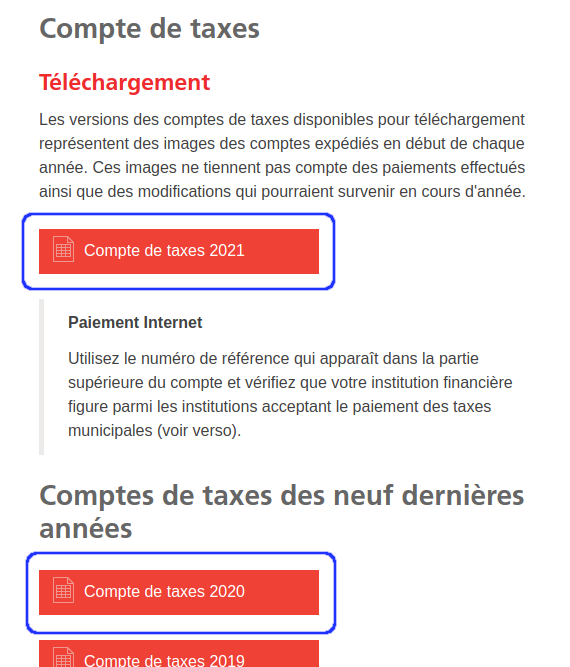 Compte de taxes
Téléchargement
Les versions des comptes de taxes disponibles pour téléchargement
représentent des images des comptes expédiés en début de chaque
année. Ces images ne tiennent pas compte des paiements effectués
ainsi que des modifications qui pourraient survenir en cours d'année.
Compte de taxes 2021
Paiement Internet
Utilisez le numéro de référence qui apparaît dans la partie
supérieure du compte et vérifiez que votre institution financière
figure parmi les institutions acceptant le paiement des taxes
municipales (voir verso).
Comptes de taxes des neuf dernières
années
Compte de taxes 2020
Compte de taxes 2019